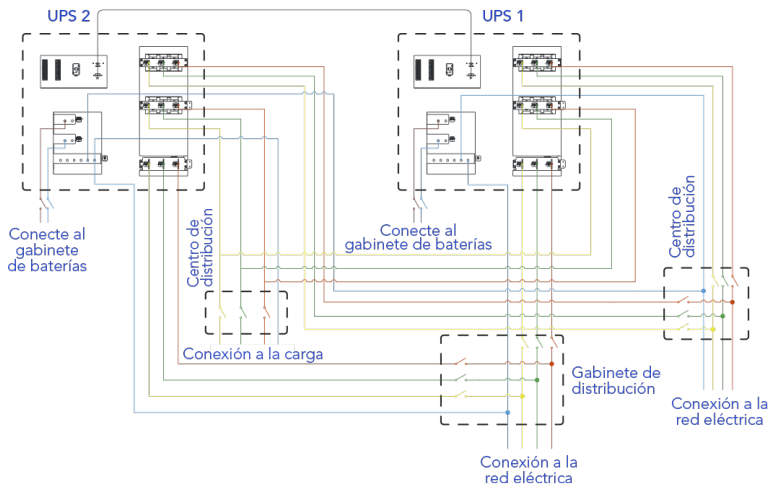 UPS 2
UPS 1
Conecte al
gabinete
de baterías
Centro de
distribución
Conexión a la carga
Conecte al
gabinete de baterías
Centro de
distribución
Gabinete de
distribución
Conexión a la
red eléctrica
Conexión a la
red eléctrica